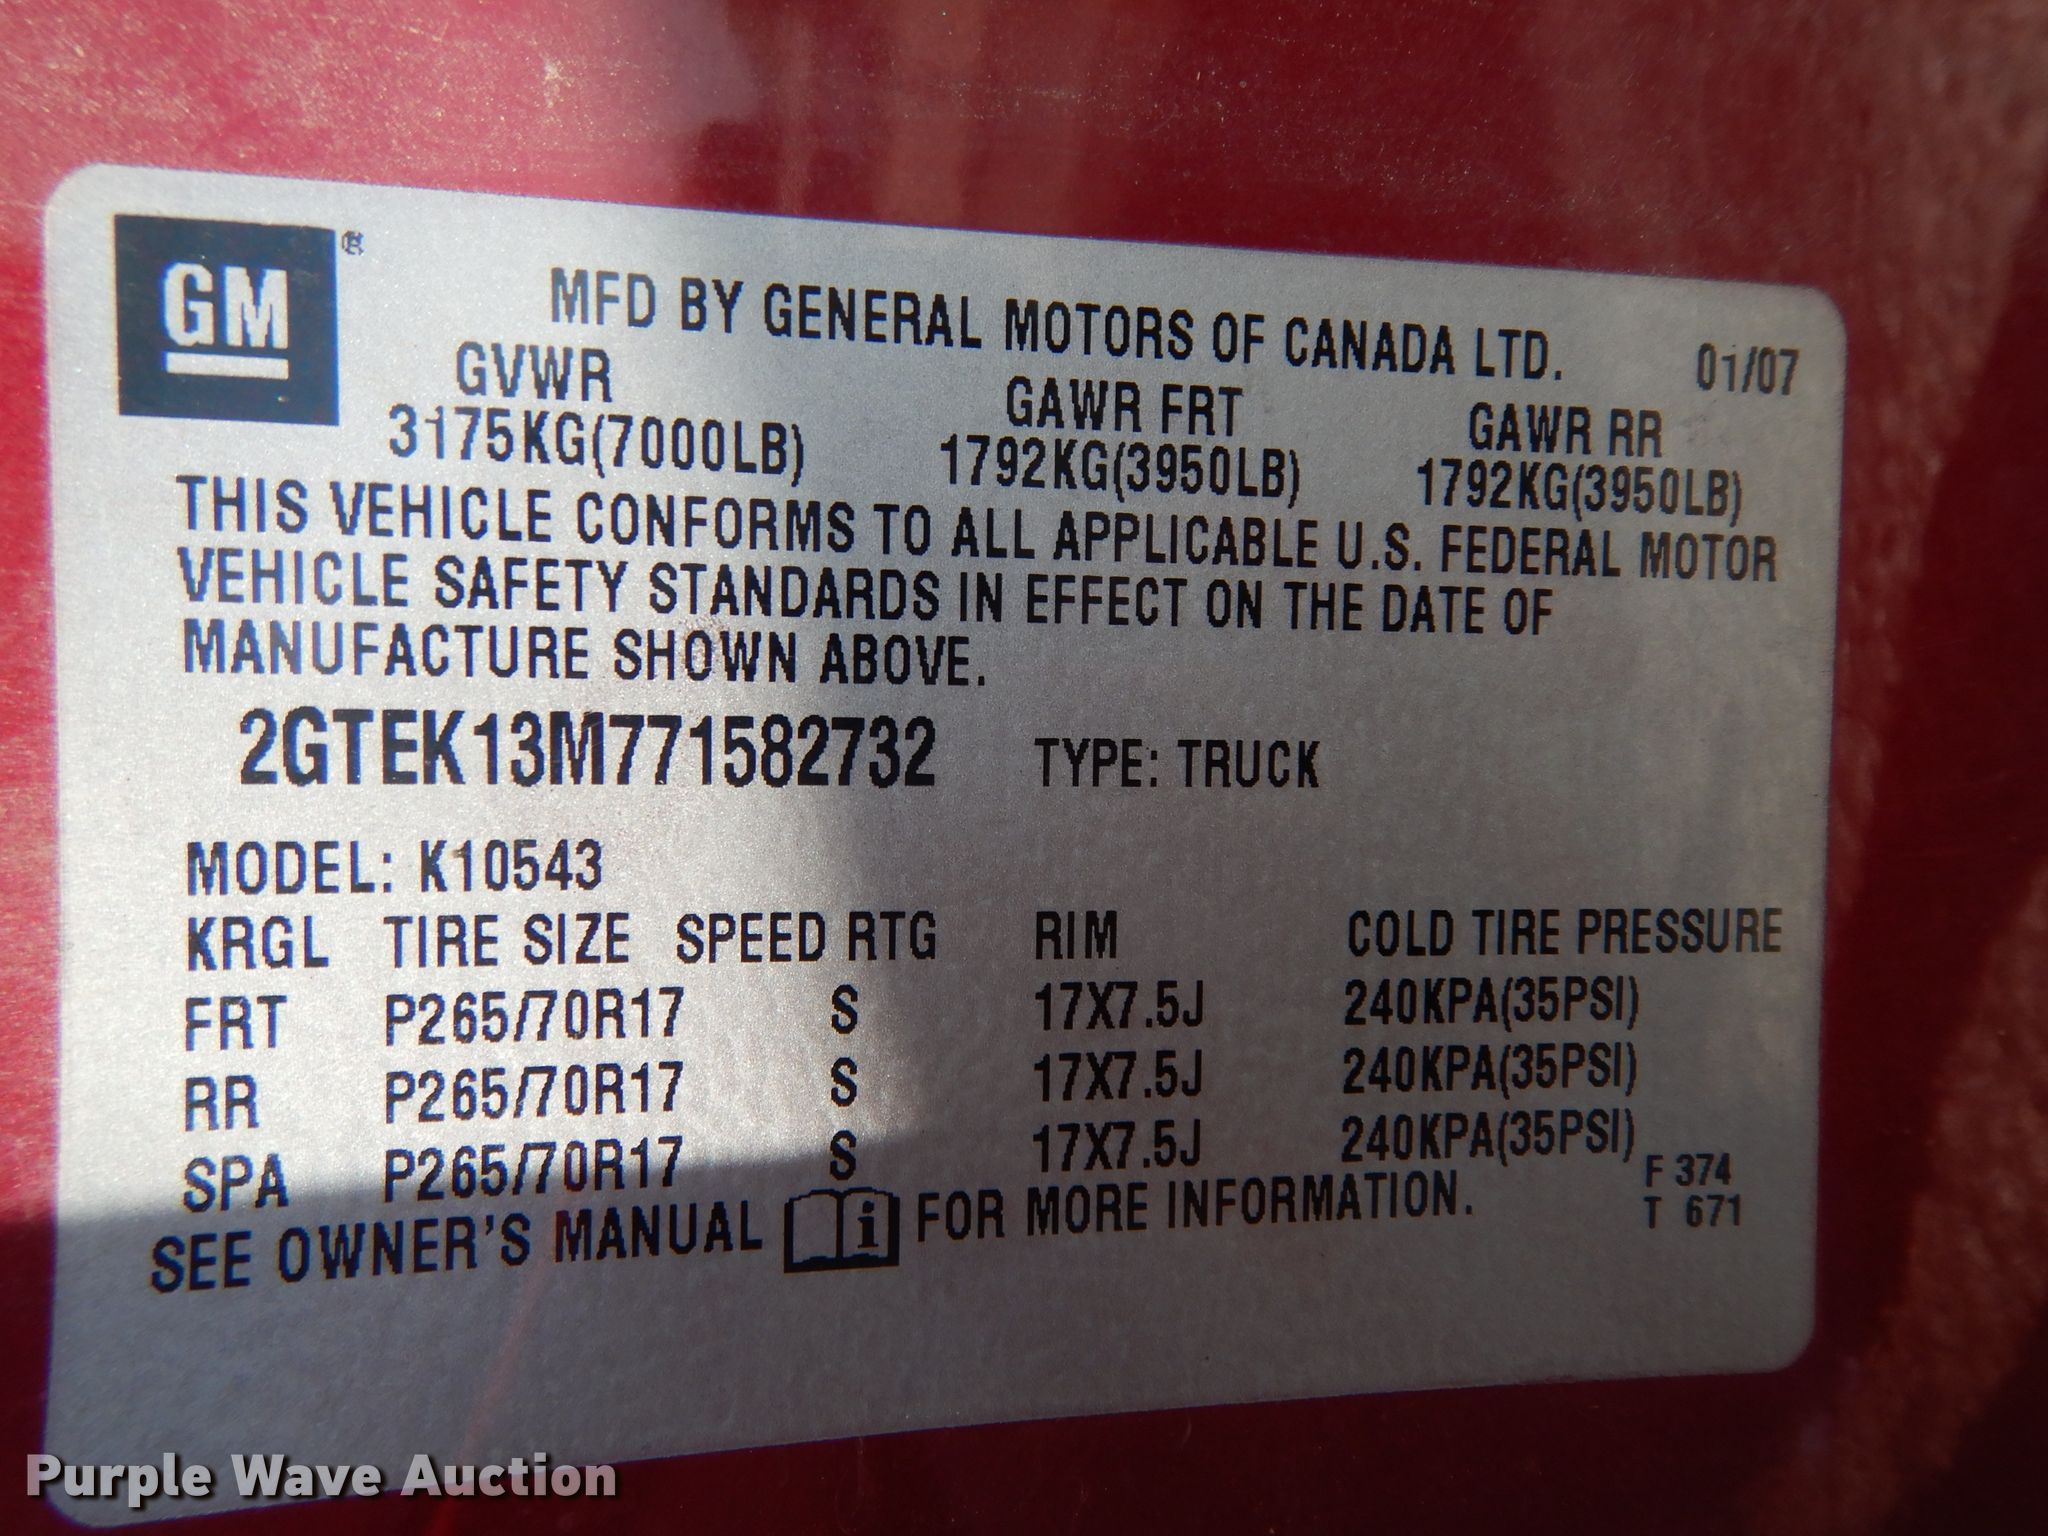 GM ®
MFD BY GENERAL MOTORS OF CANADA LTD. 01/07
GVWR GAWR FRT GAWR RR
3175KG(7000LB) 1792KG(3950LB) 1792KG(3950LB)
THIS VEHICLE CONFORMS TO ALL APPLICABLE U.S. FEDERAL MOTOR
VEHICLE SAFETY STANDARDS IN EFFECT ON THE DATE OF
MANUFACTURE SHOWN ABOVE.
2GTEK13M771582732 TYPE: TRUCK
MODEL: K10543
KRGL TIRE SIZE SPEED RTG RIM COLD TIRE PRESSURE
FRT P265/70R17 S 17X7.5J 240KPA(35PSI)
RR P265/70R17 S 17X7.5J 240KPA(35PSI)
SPA P265/70R17 S 17X7.5J 240KPA(35PSI)
F 374
T 671
SEE OWNER'S MANUAL i FOR MORE INFORMATION.
Purple Wave Auction